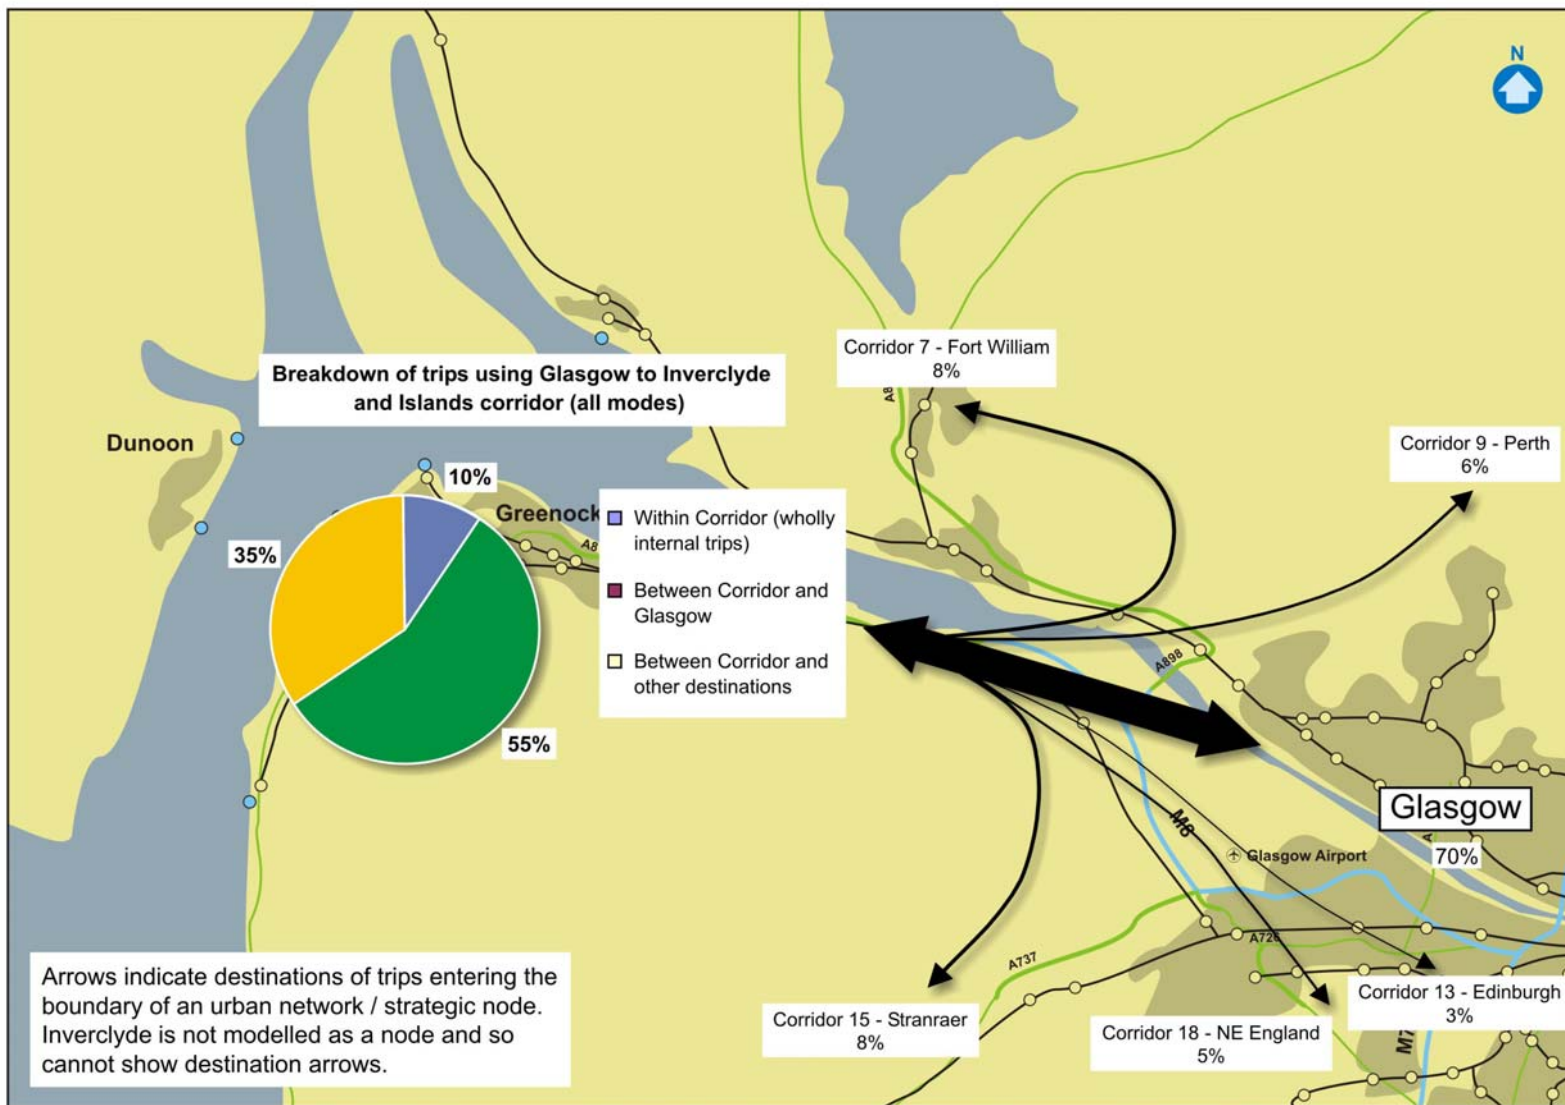 N
Corridor 7 - Fort William
8%
Breakdown of trips using Glasgow to Inverclyde
and Islands corridor (all modes)
A8
Dunoon
Corridor 9 - Perth
6%
10%
Greenock
A8
35%
Within Corridor (wholly
internal trips)
Between Corridor and
Glasgow
Between Corridor and
other destinations
55%
A898
Glasgow
70%
A
M8
Glasgow Airport
A726
A737
Arrows indicate destinations of trips entering the
boundary of an urban network / strategic node.
Inverclyde is not modelled as a node and so
cannot show destination arrows.
Corridor 15 - Stranraer
8%
Corridor 18 - NE England
5%
Corridor 13 - Edinburgh
3%
M7